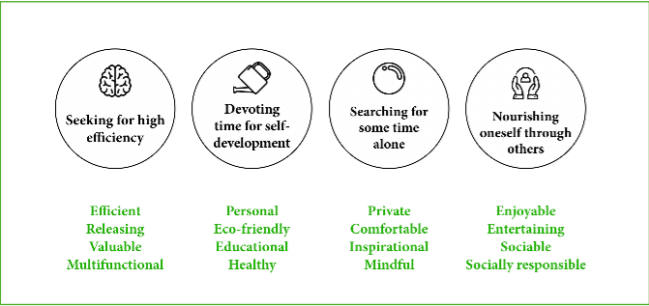 Seeking for high
efficiency
Devoting
time for self-
development
Searching for
some time
alone
Nourishing
oneself through
others
Efficient
Releasing
Valuable
Multifunctional
Personal
Eco-friendly
Educational
Healthy
Private
Comfortable
Inspirational
Mindful
Enjoyable
Entertaining
Sociable
Socially responsible